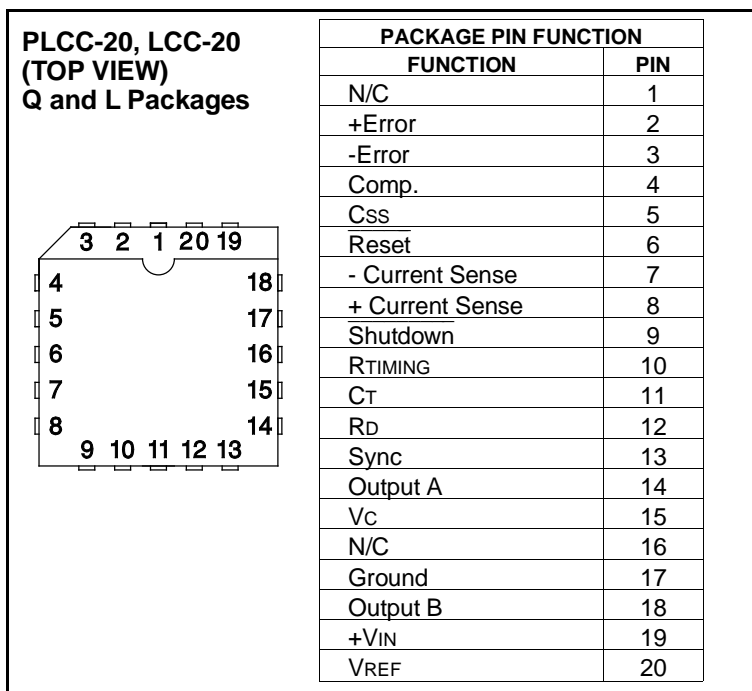 PLCC-20, LCC-20
(TOP VIEW)
Q and L Packages
3 2 1 20 19
4 18
5 17
6 16
7 15
8 14
9 10 11 12 13
PACKAGE PIN FUNCTION
FUNCTION PIN
N/C 1
+Error 2
-Error 3
Comp. 4
CSS 5
Reset 6
- Current Sense 7
+ Current Sense 8
Shutdown 9
RTIMING 10
CT 11
RD 12
Sync 13
Output A 14
VC 15
N/C 16
Ground 17
Output B 18
+VIN 19
VREF 20